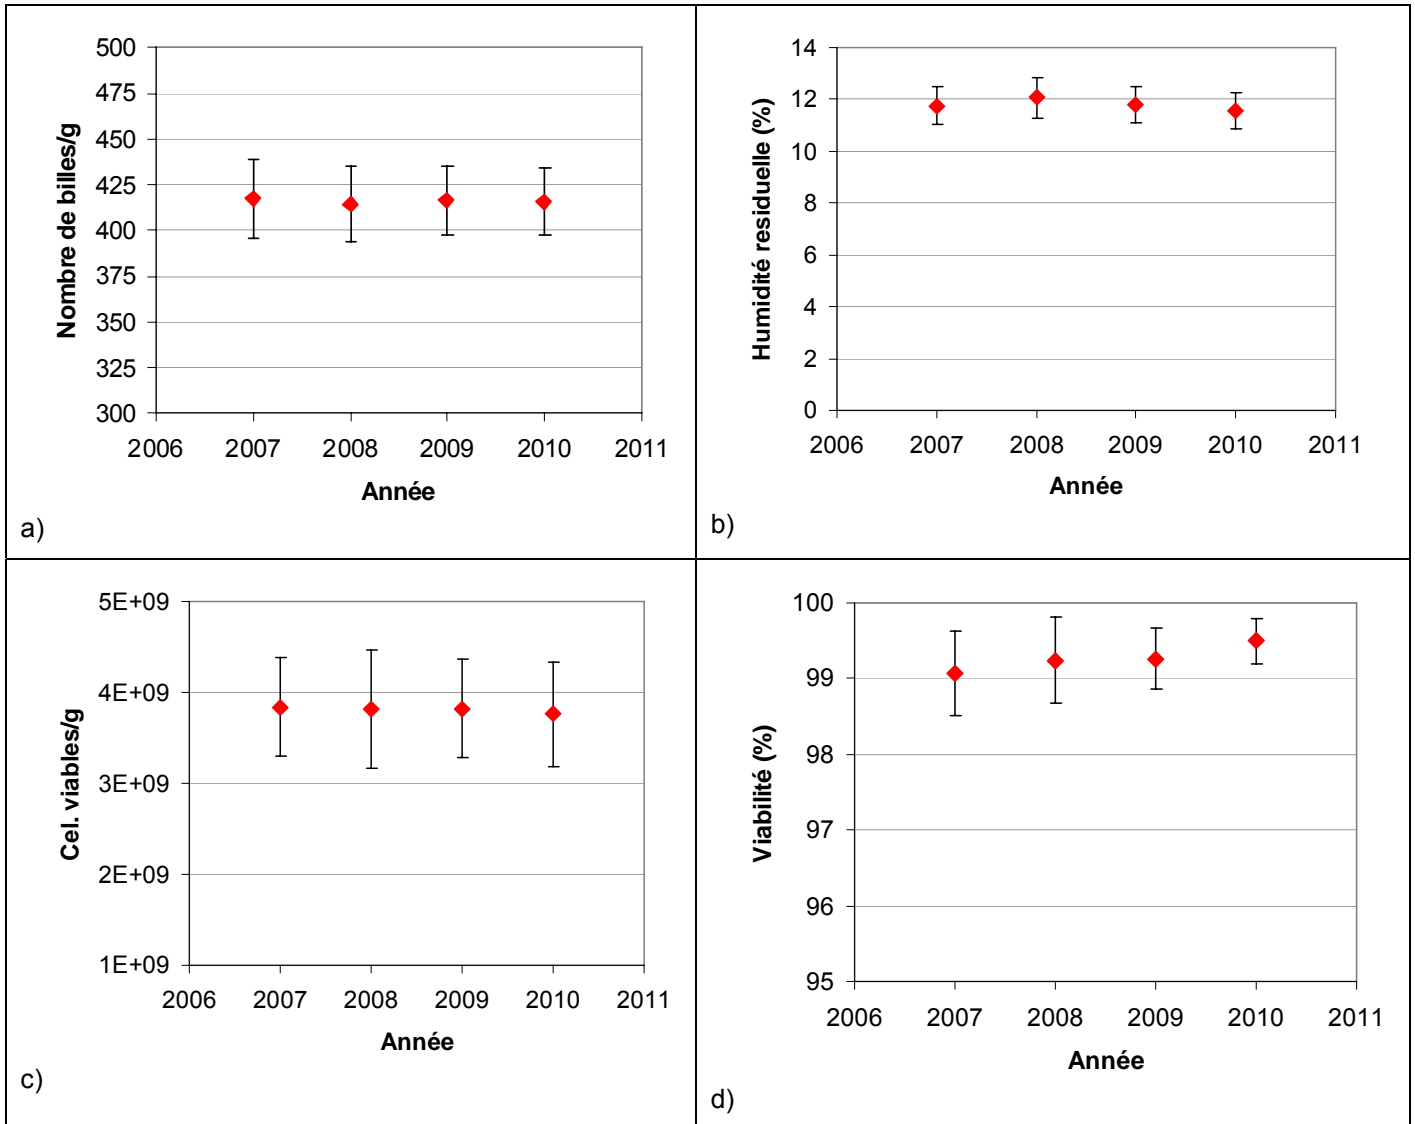 500
475
450
425
400
375
350
325
300
Nombre de billes/g
2006 2007 2008 2009 2010 2011
Année
a)
14
12
10
8
6
4
2
0
Humidité residuelle (%)
2006 2007 2008 2009 2010 2011
Année
b)
5E+09
4E+09
3E+09
2E+09
1E+09
Cel. viables/g
2006 2007 2008 2009 2010 2011
Année
c)
100
99
98
97
96
95
Viabilité (%)
2006 2007 2008 2009 2010 2011
Année
d)